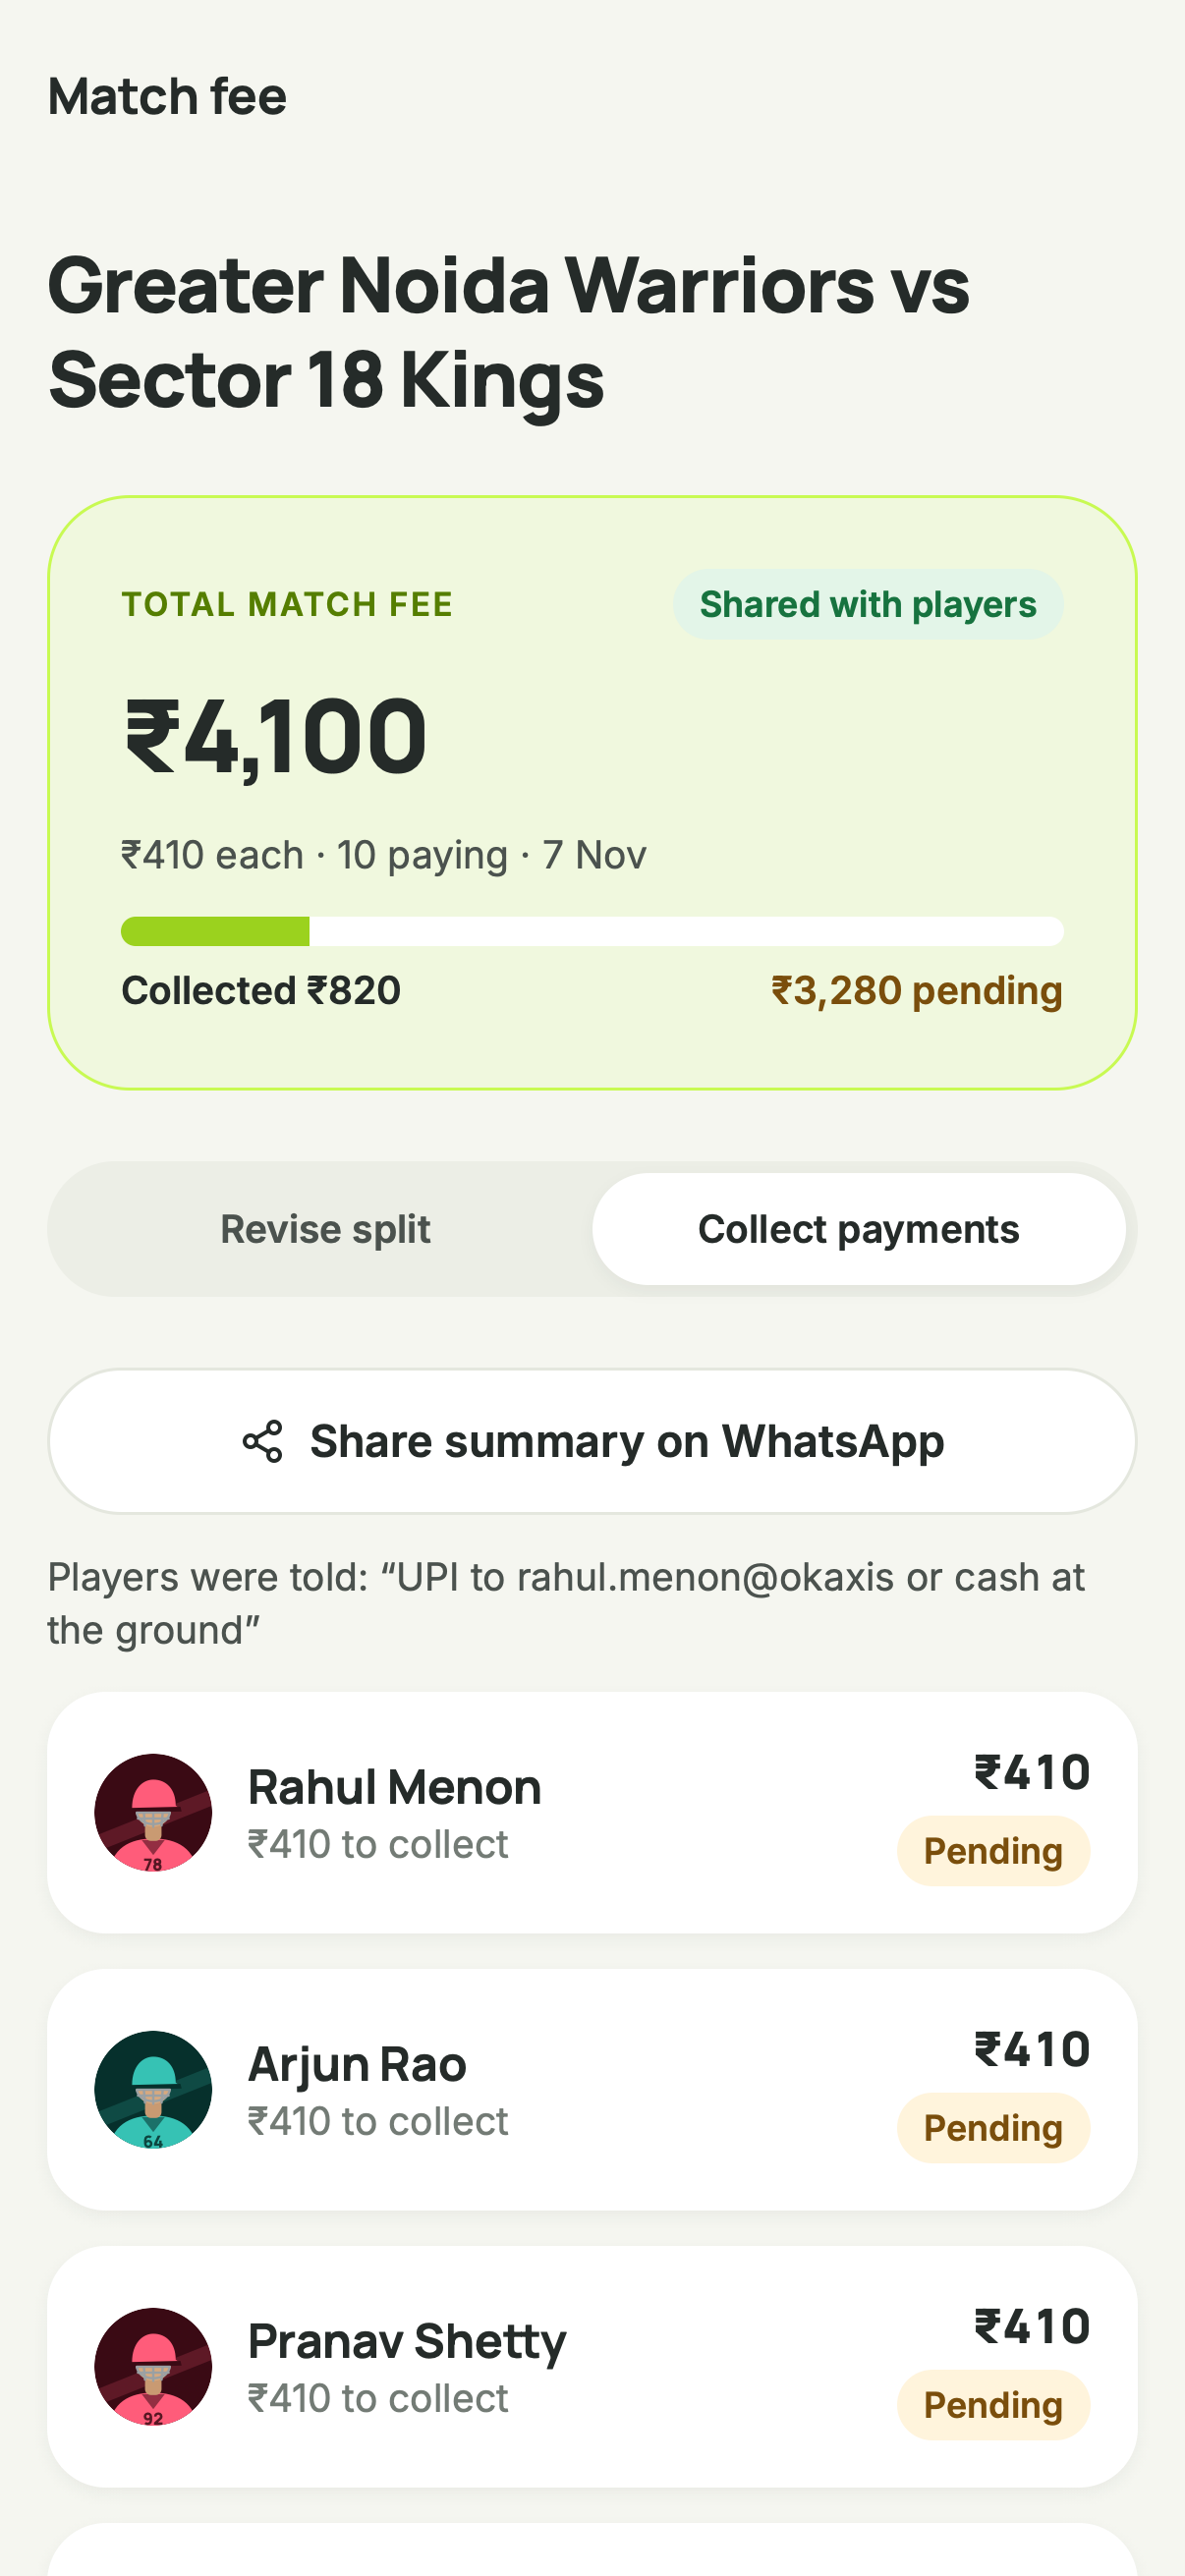 Match fee
Greater Noida Warriors vs
Sector 18 Kings
TOTAL MATCH FEE
Shared with players
₹4,100
₹410 each · 10 paying · 7 Nov
Collected ₹820
₹3,280 pending
Revise split
Collect payments
Share summary on WhatsApp
Players were told: “UPI to rahul.menon@okaxis or cash at
the ground”
78
Rahul Menon
₹410 to collect
₹410
Pending
64
Arjun Rao
₹410 to collect
₹410
Pending
92
Pranav Shetty
₹410 to collect
₹410
Pending